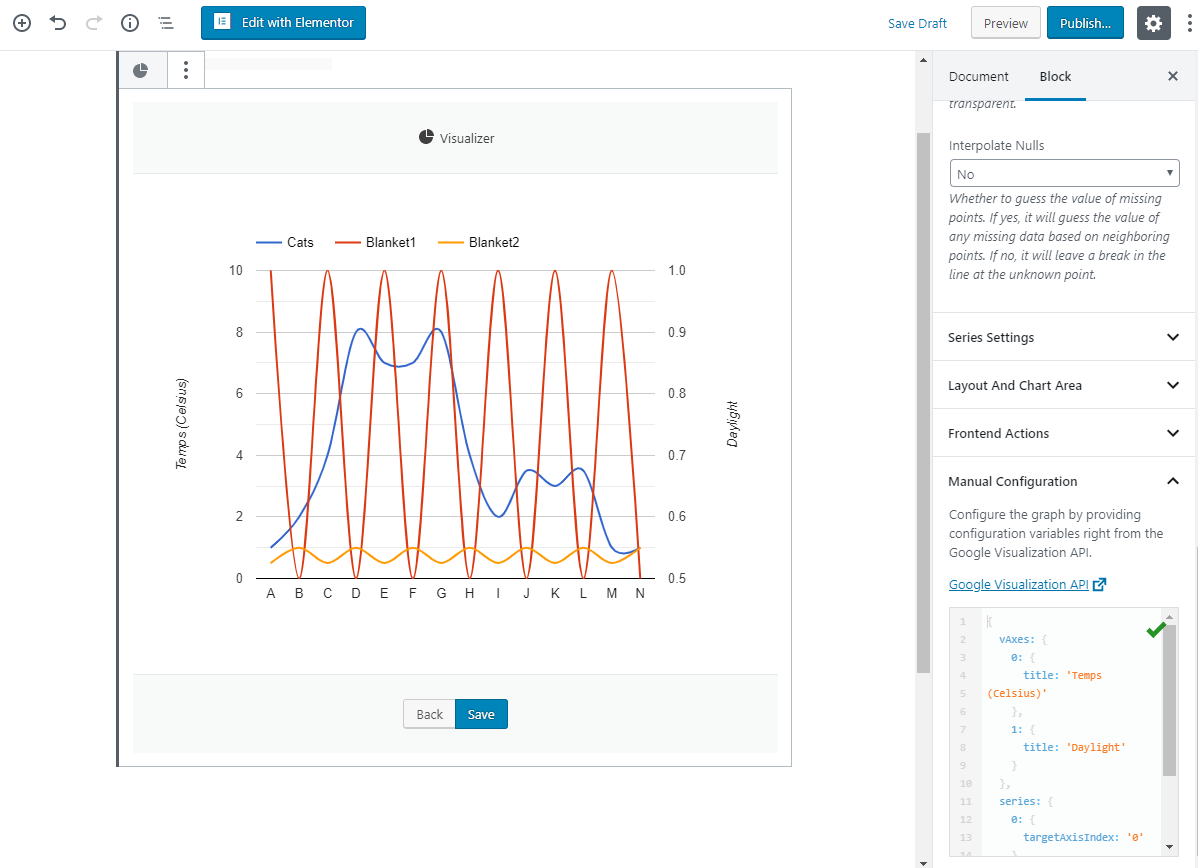 Edit with Elementor
Save Draft
Preview
Publish...
Document
Block
transparent.
Visualizer
Interpolate Nulls
No
Whether to guess the value of missing
points. If yes, it will guess the value of
any missing data based on neighboring
points. If no, it will leave a break in the
line at the unknown point.
Cats
Blanket1
Blanket2
10
8
6
4
2
0
1.0
0.9
0.8
0.7
0.6
0.5
Temps (Celsius)
Daylight
A B C D E F G H I J K L M N
Back
Save
Series Settings
Layout And Chart Area
Frontend Actions
Manual Configuration
Configure the graph by providing
configuration variables right from the
Google Visualization API.
Google Visualization API
1 {
2 vAxes: {
3 0: {
4 title: 'Temps
5 (Celsius)'
6 },
7 1: {
8 title: 'Daylight'
9 }
10 },
11 series: {
12 0: {
13 targetAxisIndex: '0'
14 }